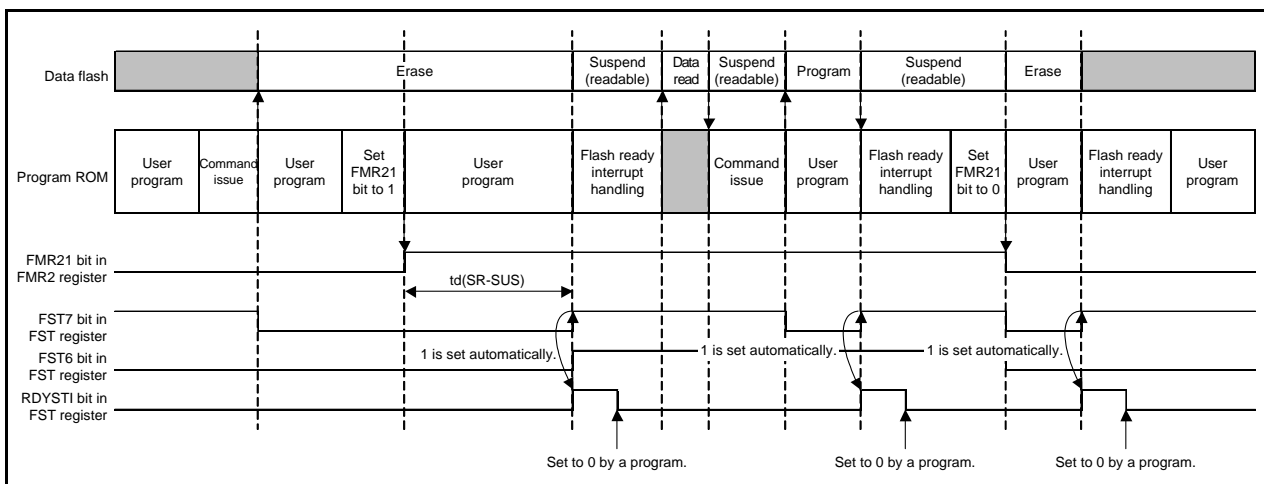 Data flash
Erase
Suspend
(readable)
Data
read
Suspend
(readable)
Program
Suspend
(readable)
Erase
Program ROM
User
program
Command
issue
User
program
Set
FMR21
bit to 1
User
program
Flash ready
interrupt
handling
Command
issue
User
program
Flash ready
interrupt
handling
Set
FMR21
bit to 0
User
program
Flash ready
interrupt
handling
User
program
FMR21 bit in
FMR2 register
td(SR-SUS)
FST7 bit in
FST register
1 is set automatically.
1 is set automatically.
1 is set automatically.
FST6 bit in
FST register
RDYSTI bit in
FST register
Set to 0 by a program.
Set to 0 by a program.
Set to 0 by a program.